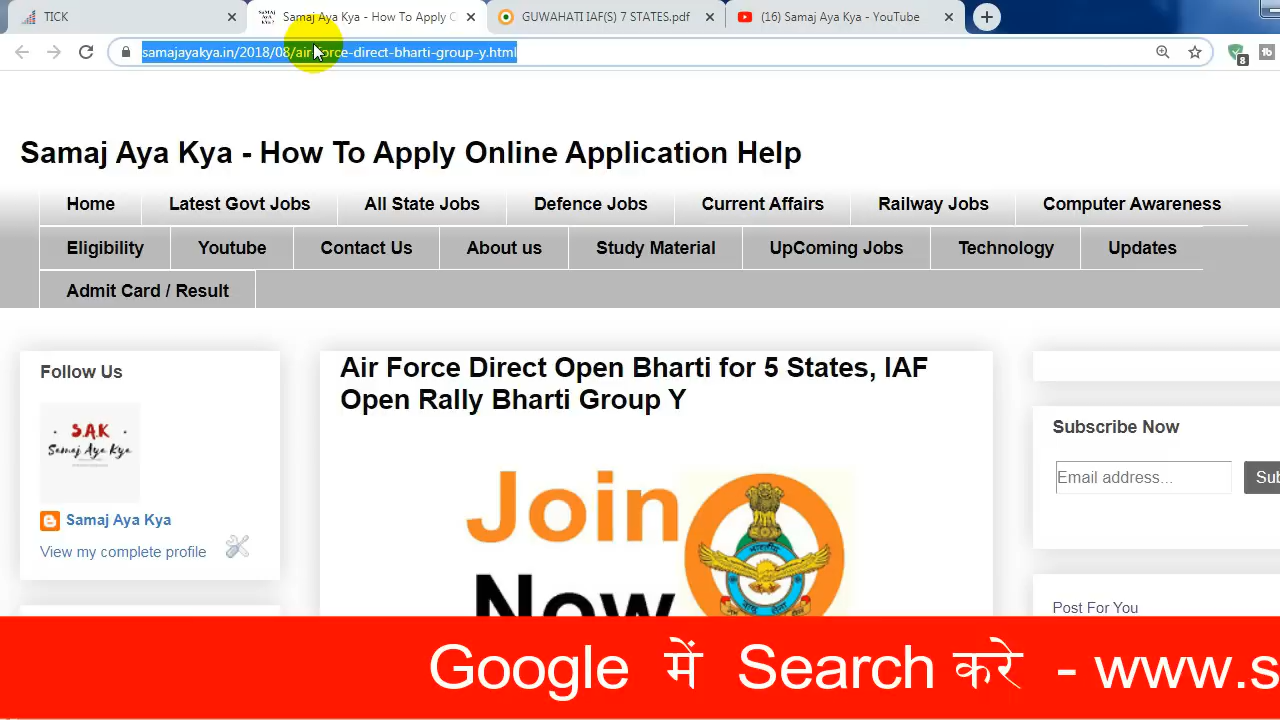 TICK
Samaj Aya Kya - How To Apply O
GUWAHATI IAF(S) 7 STATES.pdf
(16) Samaj Aya Kya - YouTube
samajayakya.in/2018/08/air-force-direct-bharti-group-y.html
8
Samaj Aya Kya - How To Apply Online Application Help
Home Latest Govt Jobs All State Jobs Defence Jobs Current Affairs Railway Jobs Computer Awareness
Eligibility Youtube Contact Us About us Study Material UpComing Jobs Technology Updates
Admit Card / Result
Follow Us
S.A.K
Samaj Aya Kya
Samaj Aya Kya
View my complete profile
Air Force Direct Open Bharti for 5 States, IAF
Open Rally Bharti Group Y
Join
Now
Subscribe Now
Email address... Sub
Post For You
Google में Search करे - www.s